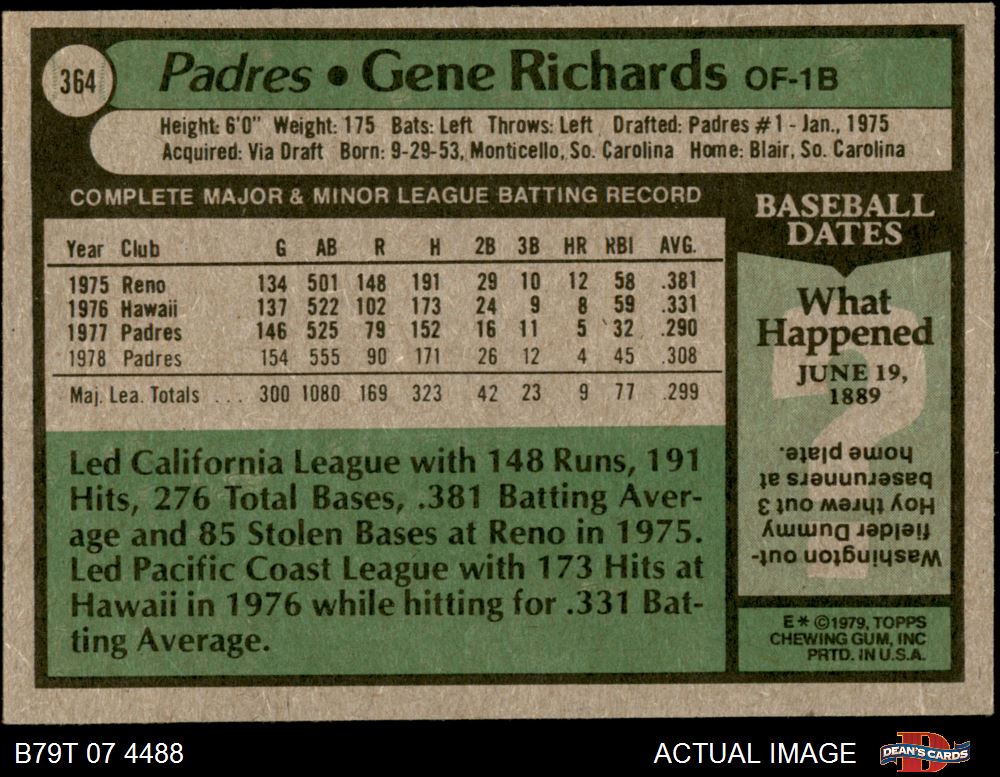 364
Padres • Gene Richards OF-1B
Height: 6'0" Weight: 175 Bats: Left Throws: Left Drafted: Padres #1 - Jan., 1975
Acquired: Via Draft Born: 9-29-53, Monticello, So. Carolina Home: Blair, So. Carolina
COMPLETE MAJOR & MINOR LEAGUE BATTING RECORD
Year Club G AB R H 2B 3B HR RBI AVG.
1975 Reno 134 501 148 191 29 10 12 58 .381
1976 Hawaii 137 522 102 173 24 9 8 59 .331
1977 Padres 146 525 79 152 16 11 5 32 .290
1978 Padres 154 555 90 171 26 12 4 45 .308
Maj. Lea. Totals ... 300 1080 169 323 42 23 9 77 .299
Led California League with 148 Runs, 191
Hits, 276 Total Bases, .381 Batting Aver-
age and 85 Stolen Bases at Reno in 1975.
Led Pacific Coast League with 173 Hits at
Hawaii in 1976 while hitting for .331 Bat-
ting Average.
BASEBALL
DATES
What
Happened
JUNE 19,
1889
Washington out-
fielder Dummy
Hoy threw out 3
baserunners at
home plate.
E * ©1979, TOPPS
CHEWING GUM, INC
PRTD. IN U.S.A.
B79T 07 4488
ACTUAL IMAGE
DEAN'S CARDS